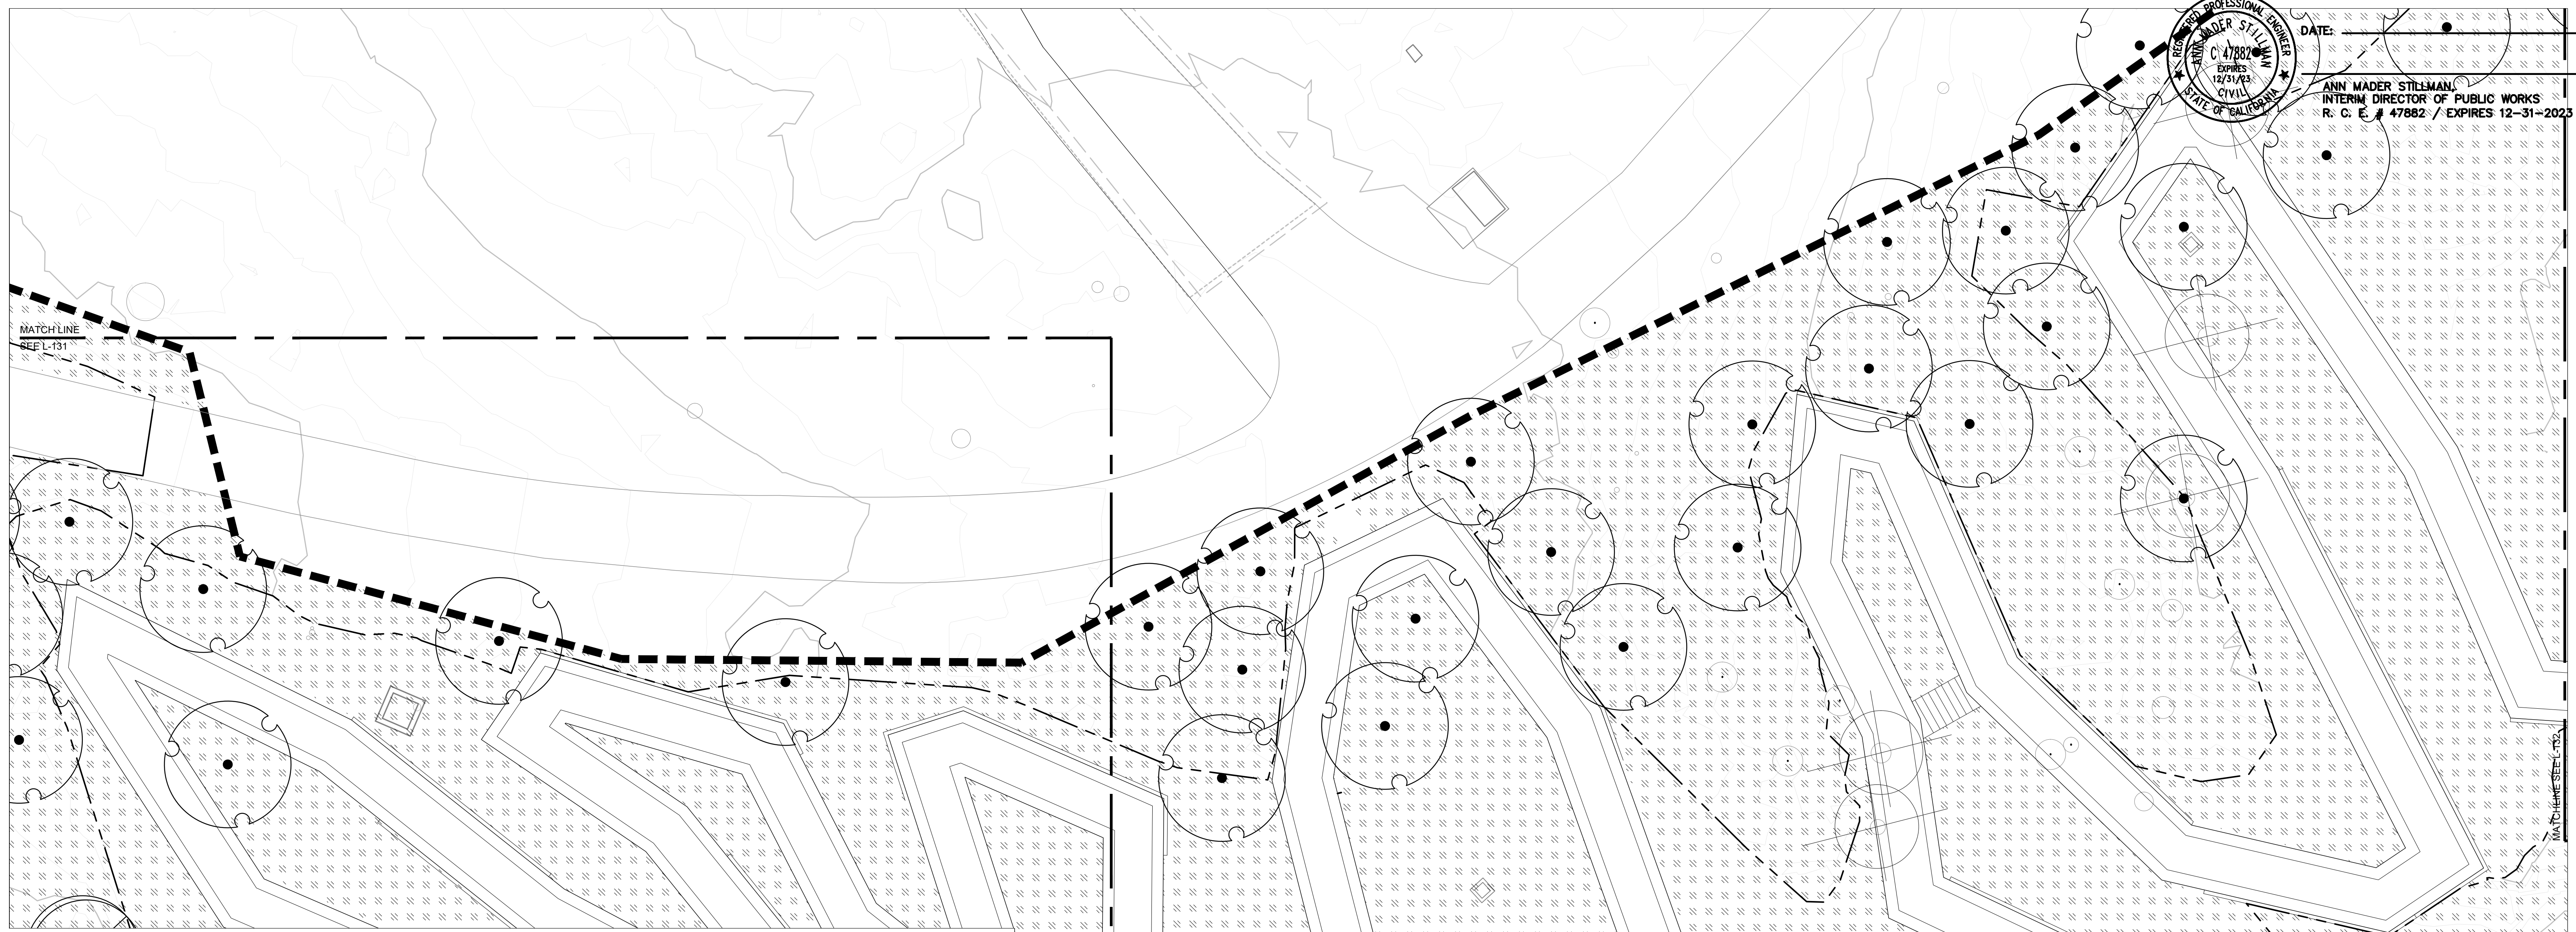 REGISTERED PROFESSIONAL ENGINEER
ANN MADER STILLMAN
C 47882
EXPIRES
12/31/23
CIVIL
STATE OF CALIFORNIA
DATE:
ANN MADER STILLMAN,
INTERIM DIRECTOR OF PUBLIC WORKS
R. C. E. # 47882 / EXPIRES 12-31-2023
MATCH LINE
SEE L-131
MATCHLINE SEE L-132